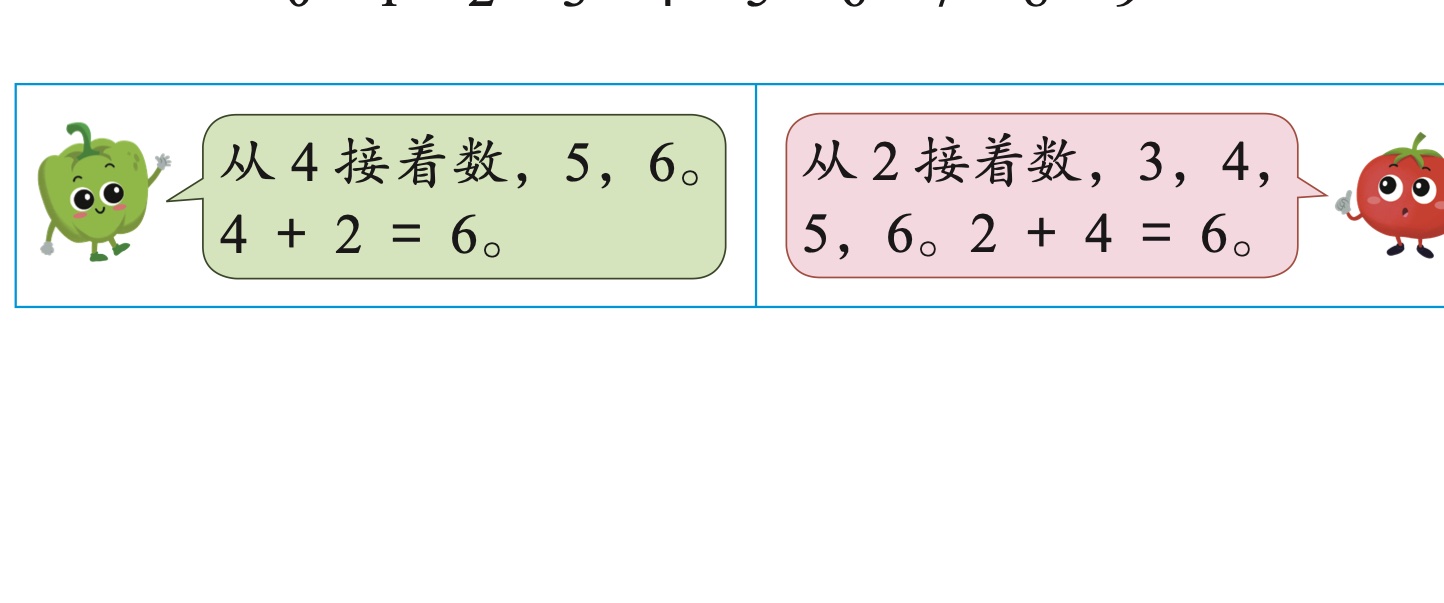 从 4 接着数，5，6。
4 + 2 = 6。
从 2 接着数，3，4，
5，6。2 + 4 = 6。